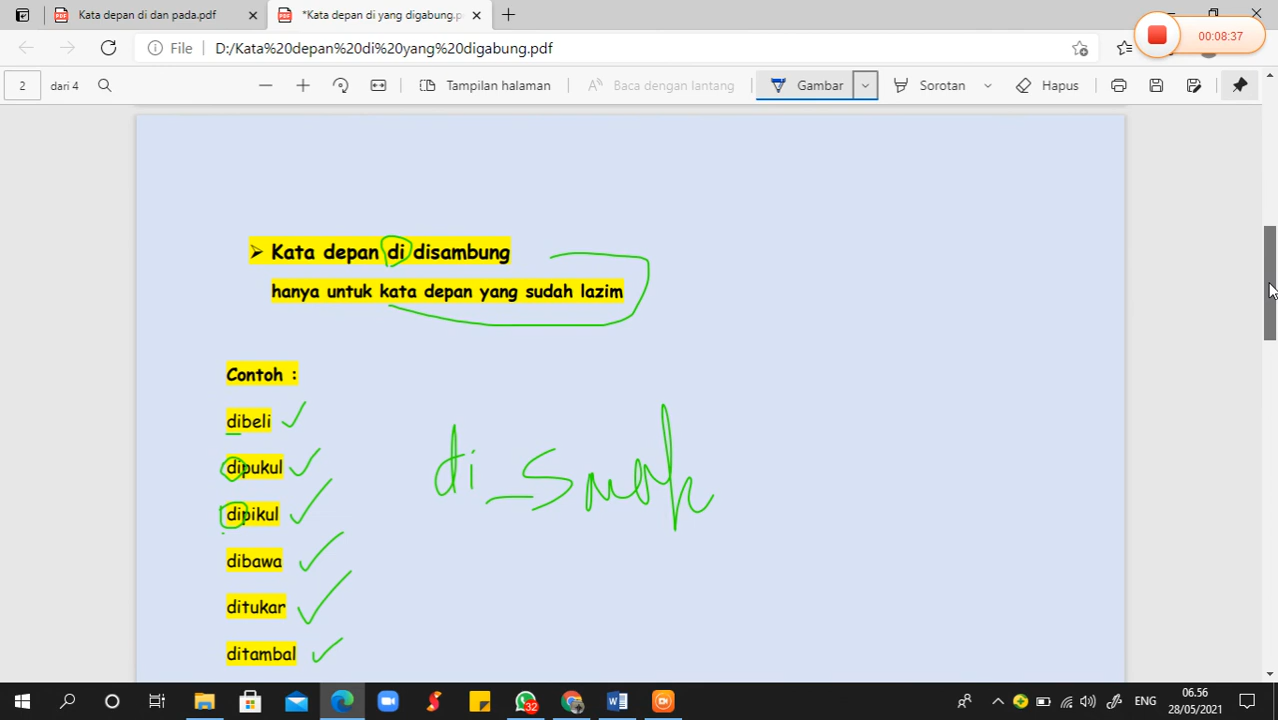 Kata depan di dan pada.pdf
*Kata depan di yang digabung.p
00:08:37
File D:/Kata%20depan%20di%20yang%20digabung.pdf
2 dari 4 Tampilan halaman Baca dengan lantang Gambar Sorotan Hapus
➢ Kata depan di disambung
hanya untuk kata depan yang sudah lazim
Contoh :
dibeli
dipukul
dipikul
dibawa
ditukar
ditambal
di
32
ENG
06.56
28/05/2021